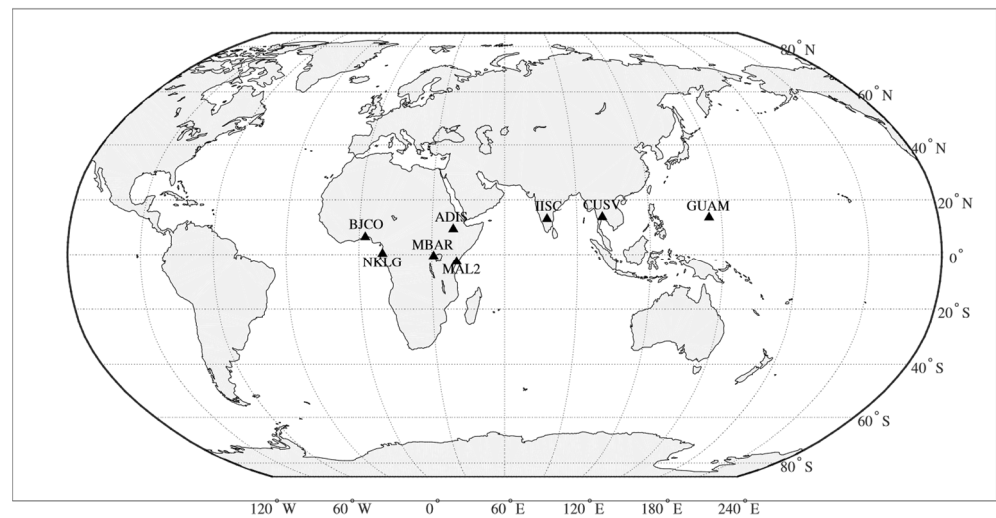 80° N
60° N
40° N
20° N
IISC CUSV GUAM
ADIS
BJCO
MBAR
NKLG MAL2
0°
20° S
40° S
60° S
80° S
120° W 60° W 0° 60° E 120° E 180° E 240° E